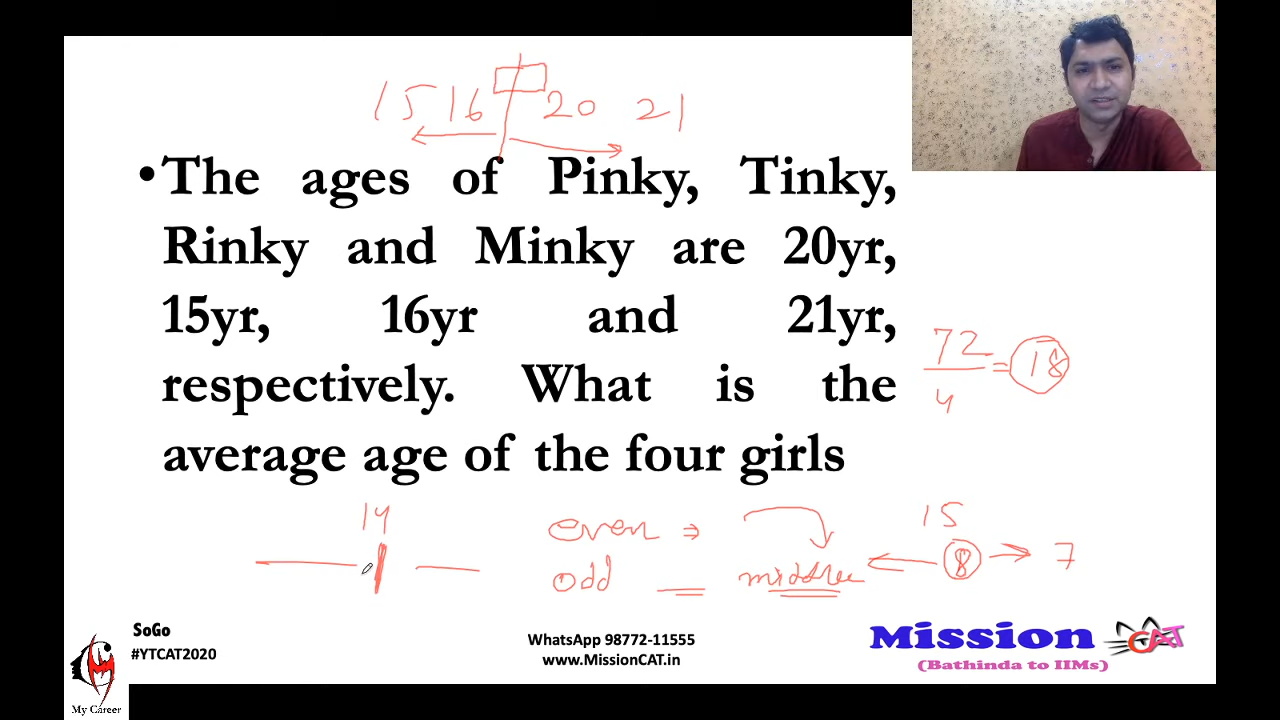 15 16 20 21
•The ages of Pinky, Tinky,
Rinky and Minky are 20yr,
15yr, 16yr and 21yr,
respectively. What is the
average age of the four girls
72
4
=18
14
even ⇒
odd
middle
15
8
7
SoGo
#YTCAT2020
My Career
WhatsApp 98772-11555
www.MissionCAT.in
Mission CAT
(Bathinda to IIMs)